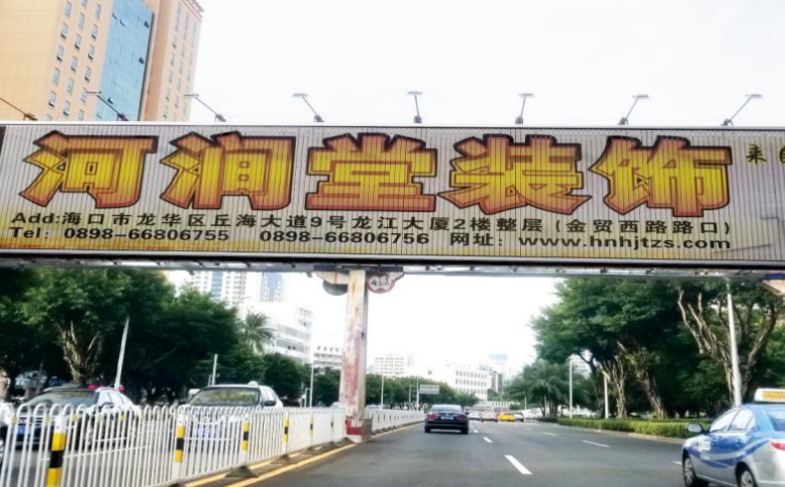 河涧堂装饰
来
Add:海口市龙华区丘海大道9号龙江大厦2楼整层(金贸西路路口)
Tel: 0898-66806755 0898-66806756 网址: www.hnhjtzs.com